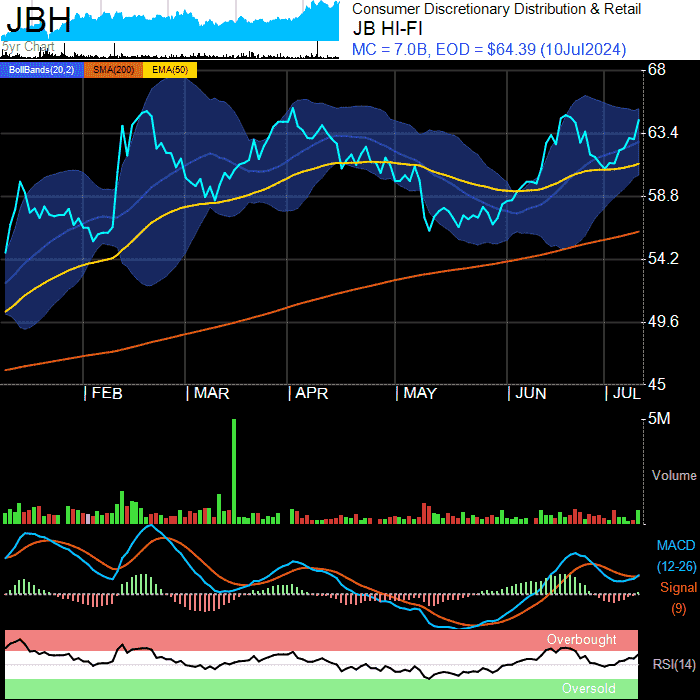 JBH
5yr Chart
Consumer Discretionary Distribution & Retail
JB HI-FI
MC = 7.0B, EOD = $64.39 (10Jul2024)
BollBands(20,2) SMA(200) EMA(50)
68
63.4
58.8
54.2
49.6
45
FEB MAR APR MAY JUN JUL
5M
Volume
MACD
(12-26)
Signal
(9)
Overbought
RSI(14)
Oversold